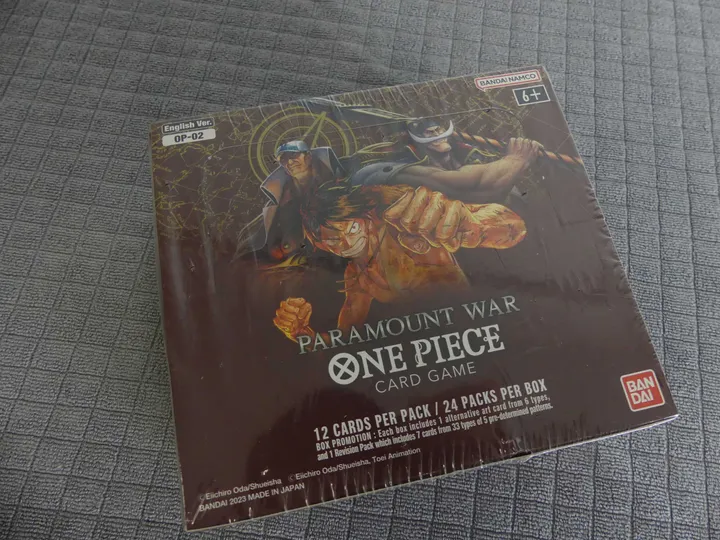 BANDAI NAMCO
6+
English Ver.
OP-02
PARAMOUNT WAR
ONE PIECE
CARD GAME
12 CARDS PER PACK / 24 PACKS PER BOX
BOX PROMOTION : Each box includes 1 alternative art card from 6 types,
and 1 Revision Pack which includes 7 cards from 33 types of 5 pre-determined patterns.
BAN
DAI
©Eiichiro Oda/Shueisha ©Eiichiro Oda/Shueisha, Toei Animation
BANDAI 2023 MADE IN JAPAN